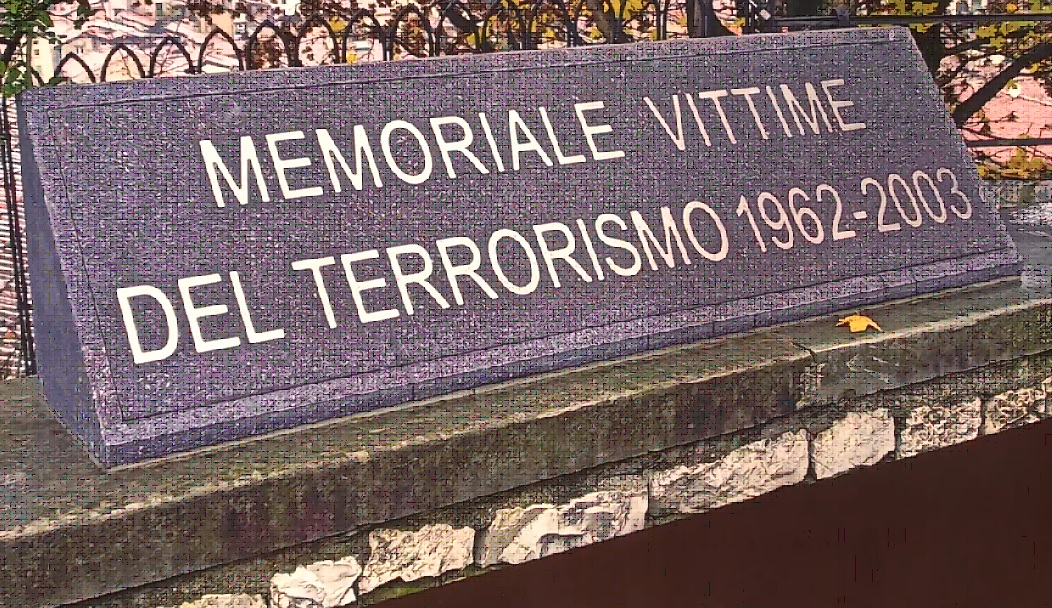 MEMORIALE VITTIME
DEL TERRORISMO 1962-2003